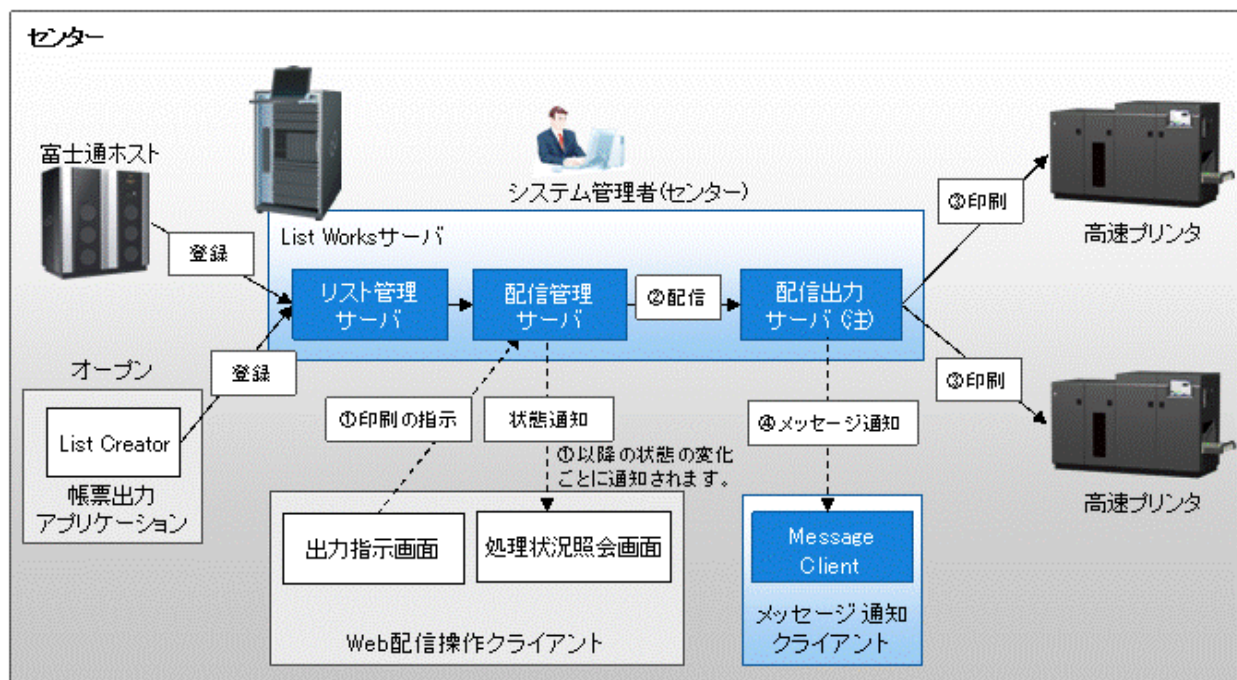 センター
富士通ホスト
システム管理者(センター)
③印刷
高速プリンタ
登録
List Worksサーバ
リスト管理
サーバ
配信管理
サーバ
②配信
配信出力
サーバ(注)
オープン
登録
③印刷
List Creator
①印刷の指示
状態通知
④メッセージ通知
①以降の状態の変化
ごとに通知されます。
帳票出力
アプリケーション
高速プリンタ
出力指示画面
処理状況照会画面
Message
Client
Web配信操作クライアント
メッセージ通知
クライアント